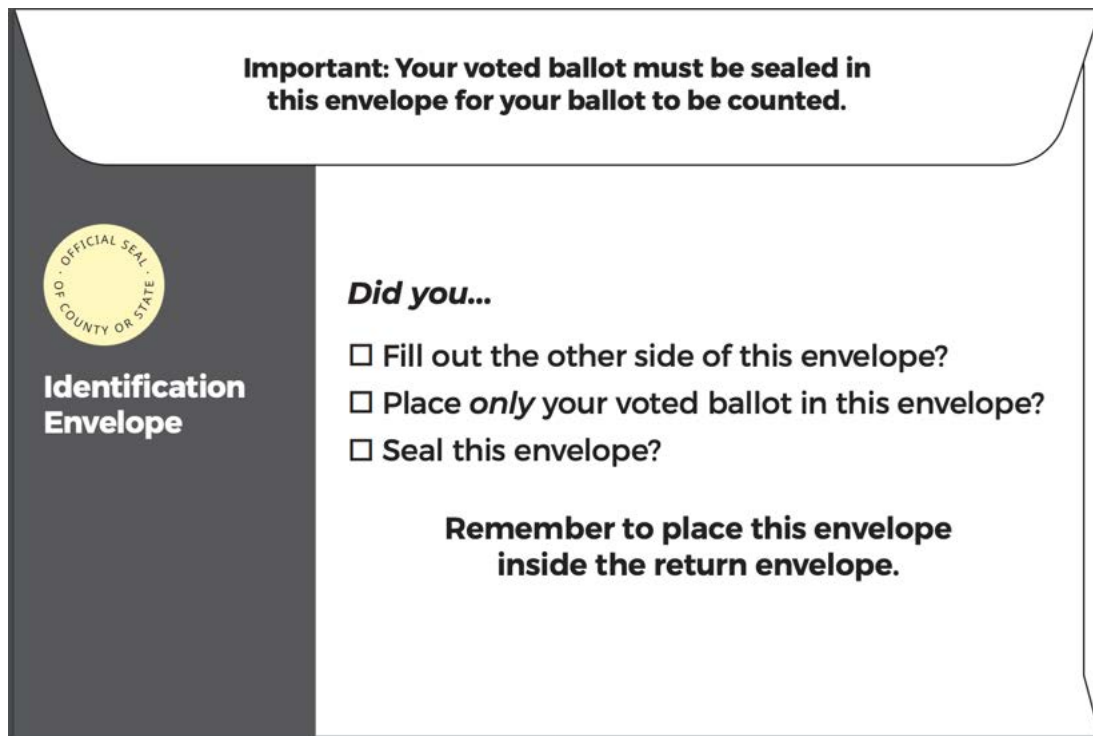 Important: Your voted ballot must be sealed in
this envelope for your ballot to be counted.
· OFFICIAL SEAL ·
OF COUNTY OR STATE
Identification
Envelope
Did you...
☐ Fill out the other side of this envelope?
☐ Place only your voted ballot in this envelope?
☐ Seal this envelope?
Remember to place this envelope
inside the return envelope.